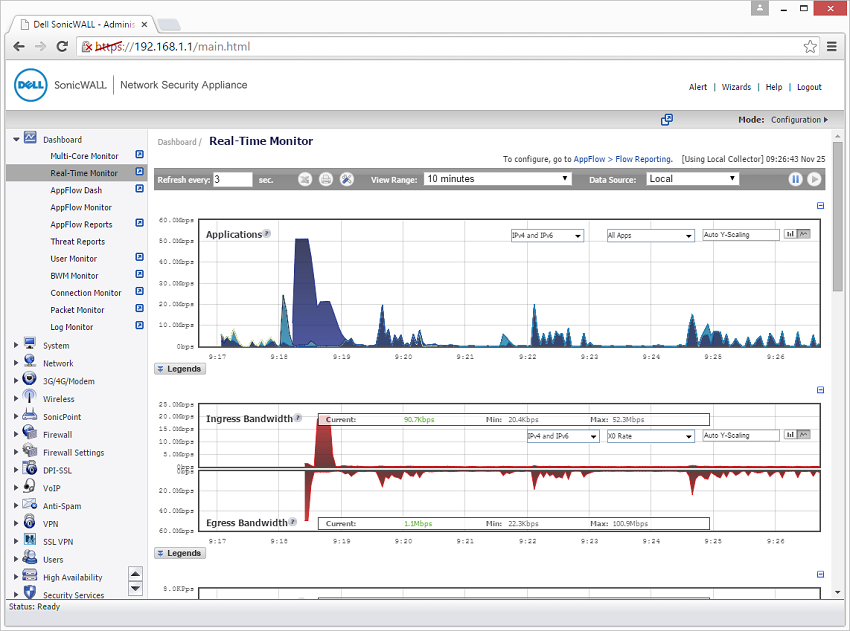 Dell SonicWALL - Adminis
https://192.168.1.1/main.html
DELL SonicWALL | Network Security Appliance
Alert | Wizards | Help | Logout
Mode: Configuration
Dashboard
Multi-Core Monitor
Real-Time Monitor
AppFlow Dash
AppFlow Monitor
AppFlow Reports
Threat Reports
User Monitor
BWM Monitor
Connection Monitor
Packet Monitor
Log Monitor
System
Network
3G/4G/Modem
Wireless
SonicPoint
Firewall
Firewall Settings
DPI-SSL
VoIP
Anti-Spam
VPN
SSL VPN
Users
High Availability
Security Services
Dashboard / Real-Time Monitor
To configure, go to AppFlow > Flow Reporting. [Using Local Collector] 09:26:43 Nov 25
Refresh every: 3 sec. View Range: 10 minutes Data Source: Local
60.0Mbps
Applications ? IPv4 and IPv6 All Apps Auto Y-Scaling
50.0Mbps
40.0Mbps
30.0Mbps
20.0Mbps
10.0Mbps
0bps
9:17 9:18 9:19 9:20 9:21 9:22 9:23 9:24 9:25 9:26
Legends
25.0Mbps
Ingress Bandwidth ? Current: 90.7Kbps Min: 20.4Kbps Max: 52.3Mbps
20.0Mbps
15.0Mbps
IPv4 and IPv6 X0 Rate Auto Y-Scaling
10.0Mbps
5.0Mbps
0bps
0bps
20.0Mbps
40.0Mbps
Egress Bandwidth ? Current: 1.1Mbps Min: 22.3Kbps Max: 100.9Mbps
60.0Mbps
9:17 9:18 9:19 9:20 9:21 9:22 9:23 9:24 9:25 9:26
Legends
8.0KPps
Status: Ready